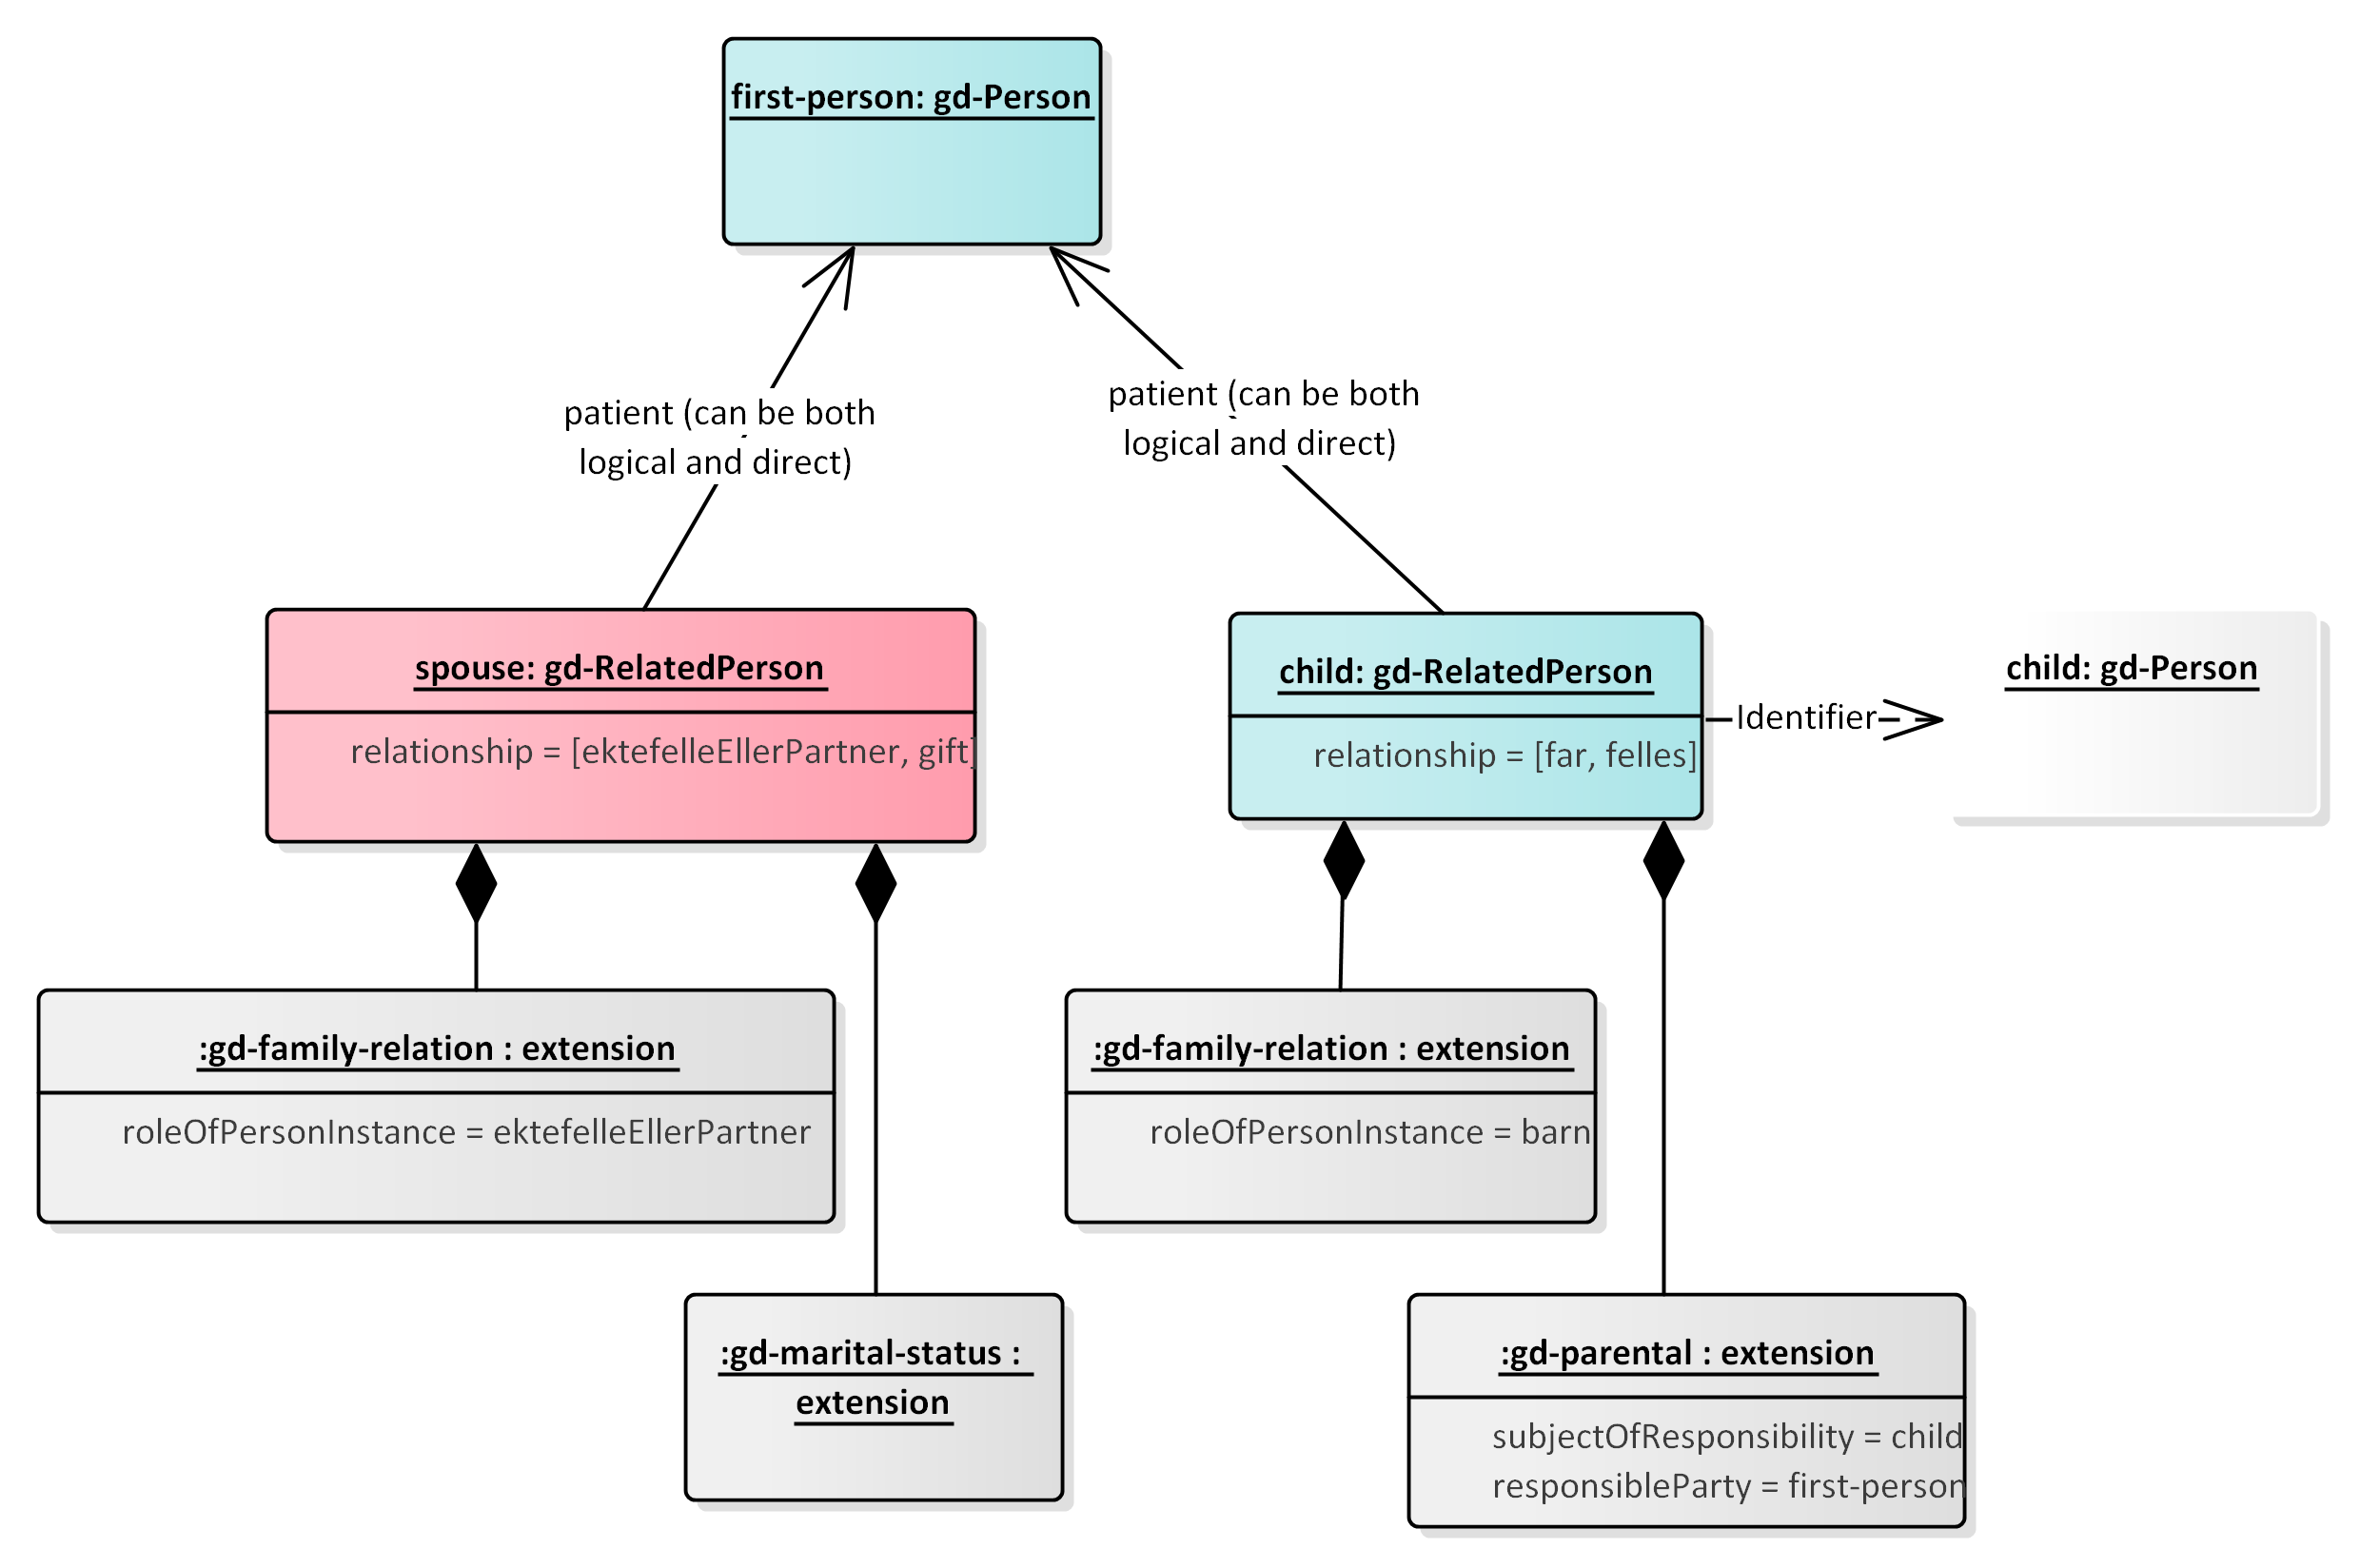 first-person: gd-Person
patient (can be both
logical and direct)
patient (can be both
logical and direct)
spouse: gd-RelatedPerson
relationship = [ektefelleEllerPartner, gift]
child: gd-RelatedPerson
relationship = [far, felles]
Identifier
child: gd-Person
:gd-family-relation : extension
roleOfPersonInstance = ektefelleEllerPartner
:gd-family-relation : extension
roleOfPersonInstance = barn
:gd-marital-status :
extension
:gd-parental : extension
subjectOfResponsibility = child
responsibleParty = first-person